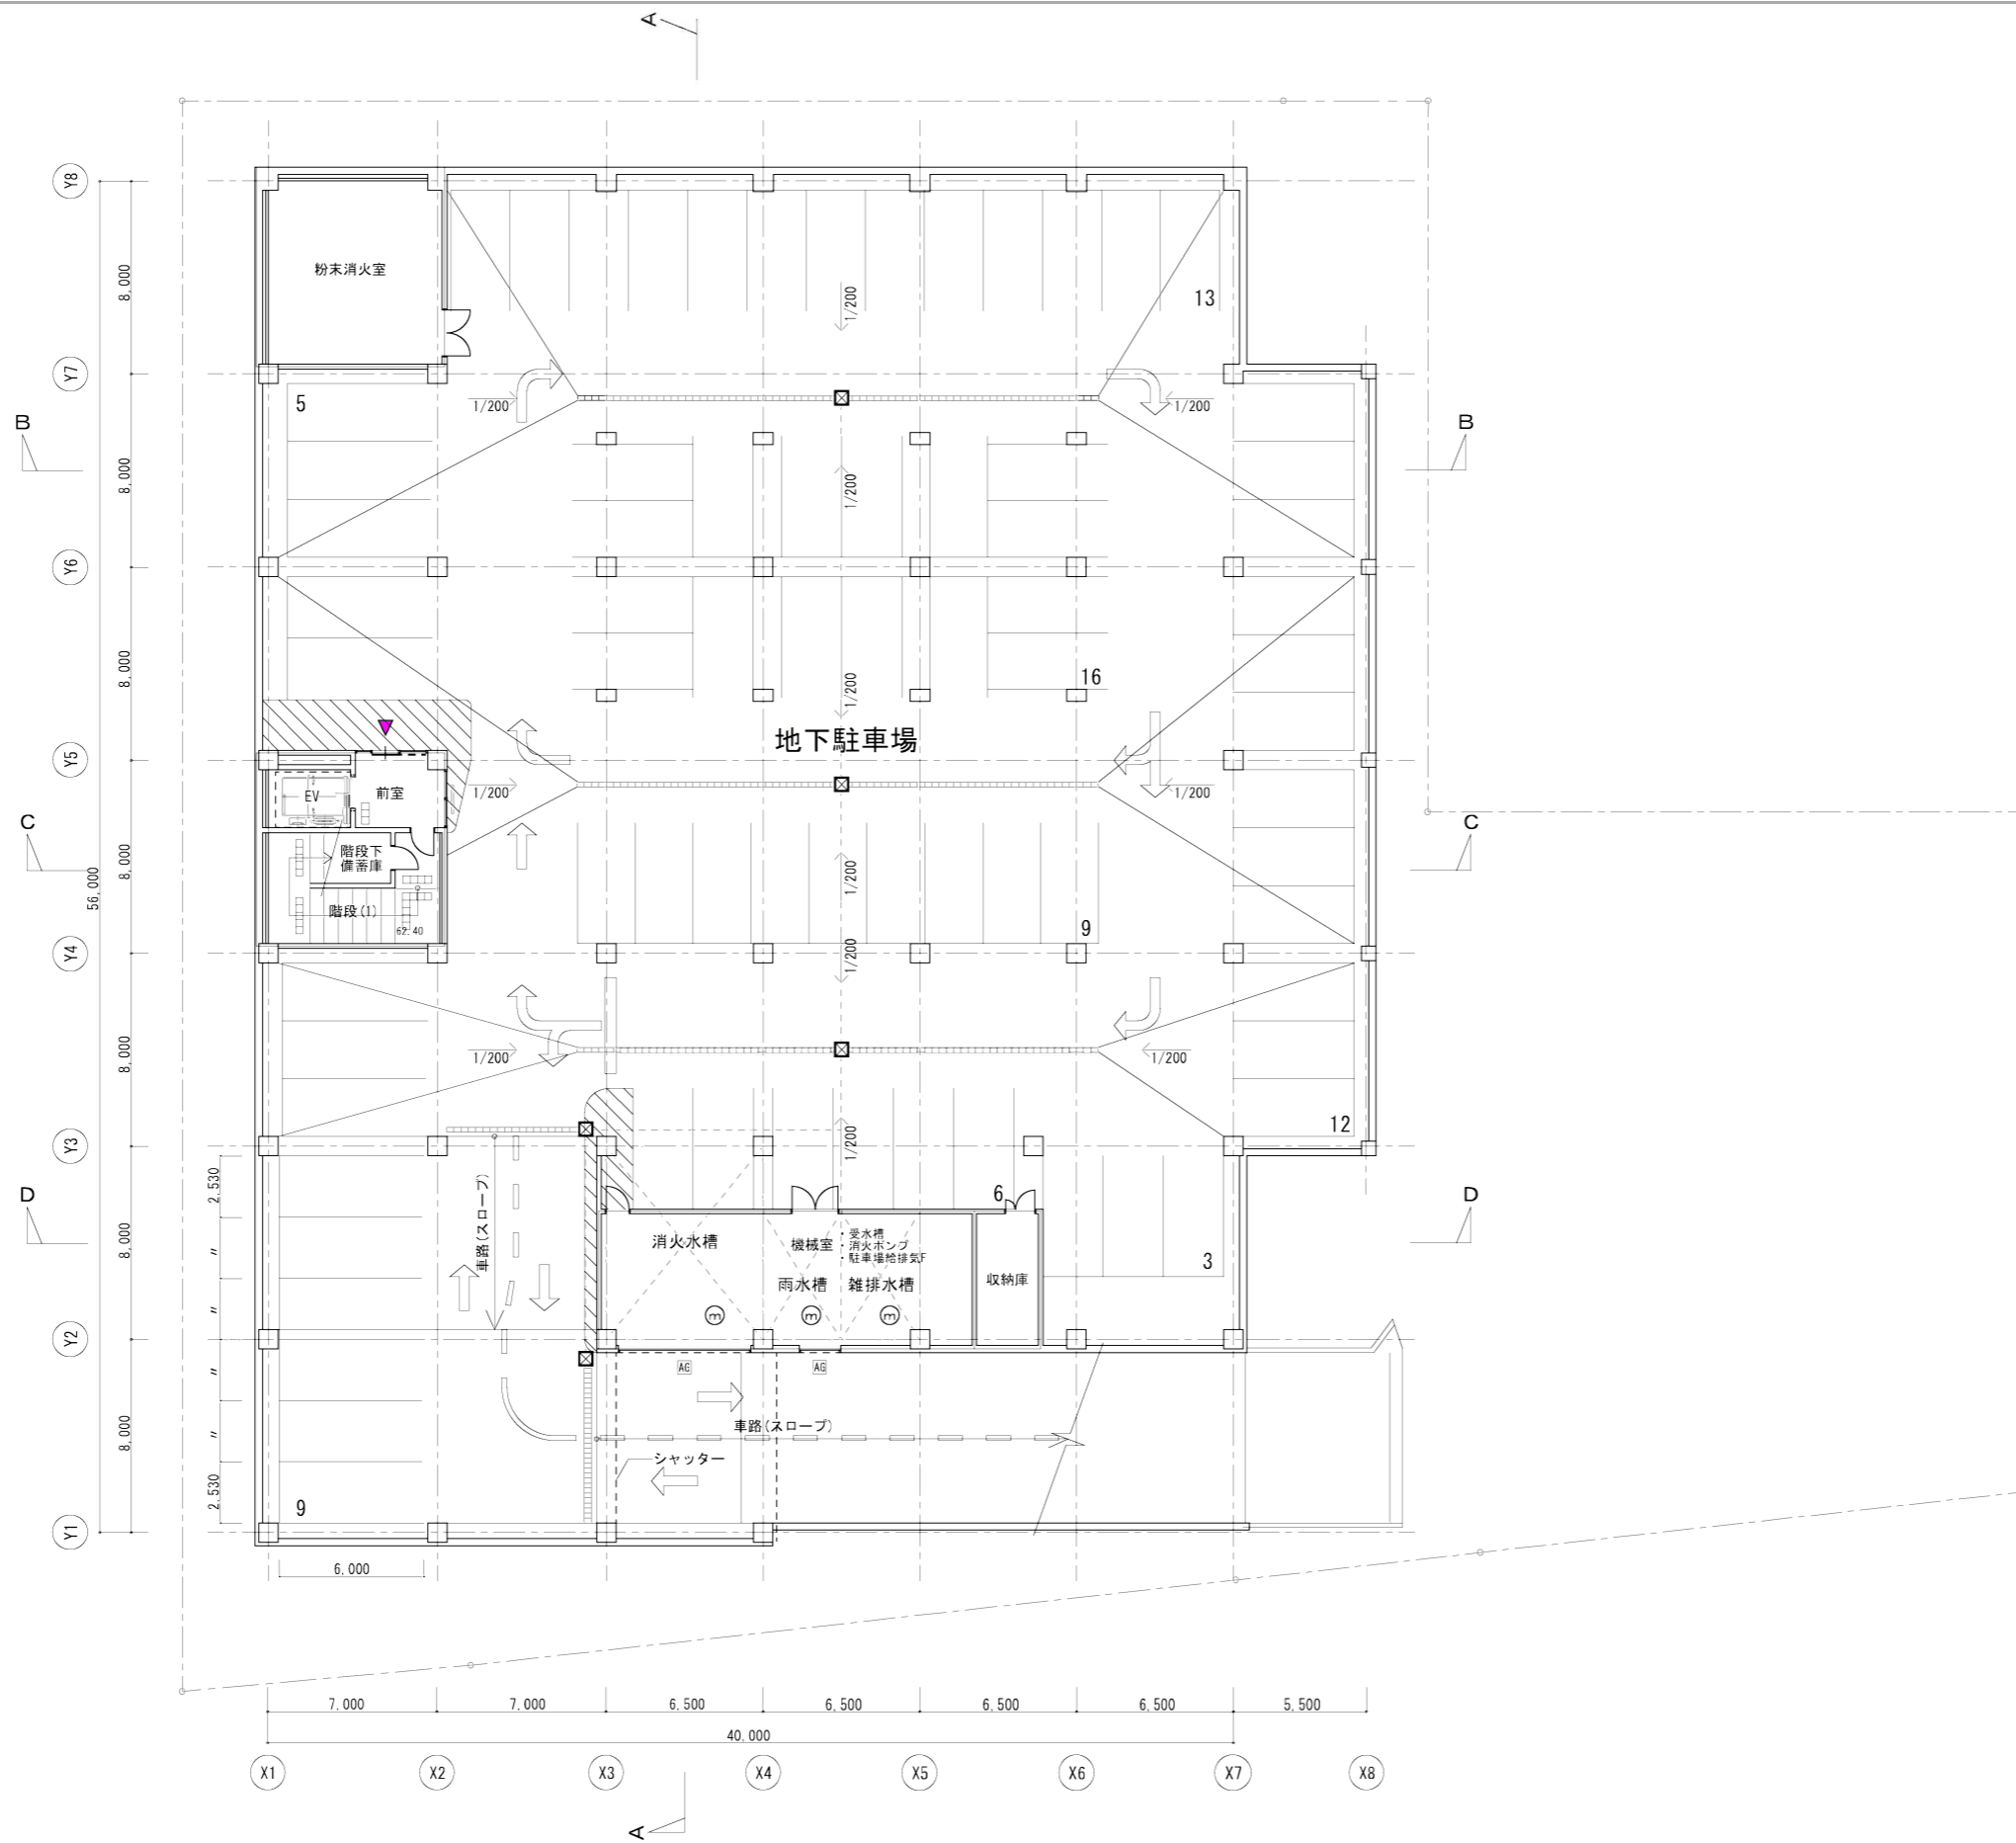 A
Y8
粉末消火室
8,000
1/200
13
Y7
5
1/200
1/200
B
B
8,000
1/200
Y6
8,000
16
1/200
地下駐車場
Y5
EV
前室
1/200
1/200
C
C
階段下
備蓄庫
8,000
1/200
56,000
階段(1)
62.40
9
Y4
1/200
8,000
1/200
1/200
12
Y3
1/200
2,530
車路(スロープ)
D
6
D
消火水槽
機械室
・受水槽
・消火ポンプ
・駐車場給排気F
8,000
〃
3
収納庫
雨水槽
雑排水槽
〃
m
m
m
Y2
〃
AG
AG
〃
車路(スロープ)
8,000
シャッター
2,530
9
Y1
6,000
7,000
7,000
6,500
6,500
6,500
6,500
5,500
40,000
X1
X2
X3
X4
X5
X6
X7
X8
A